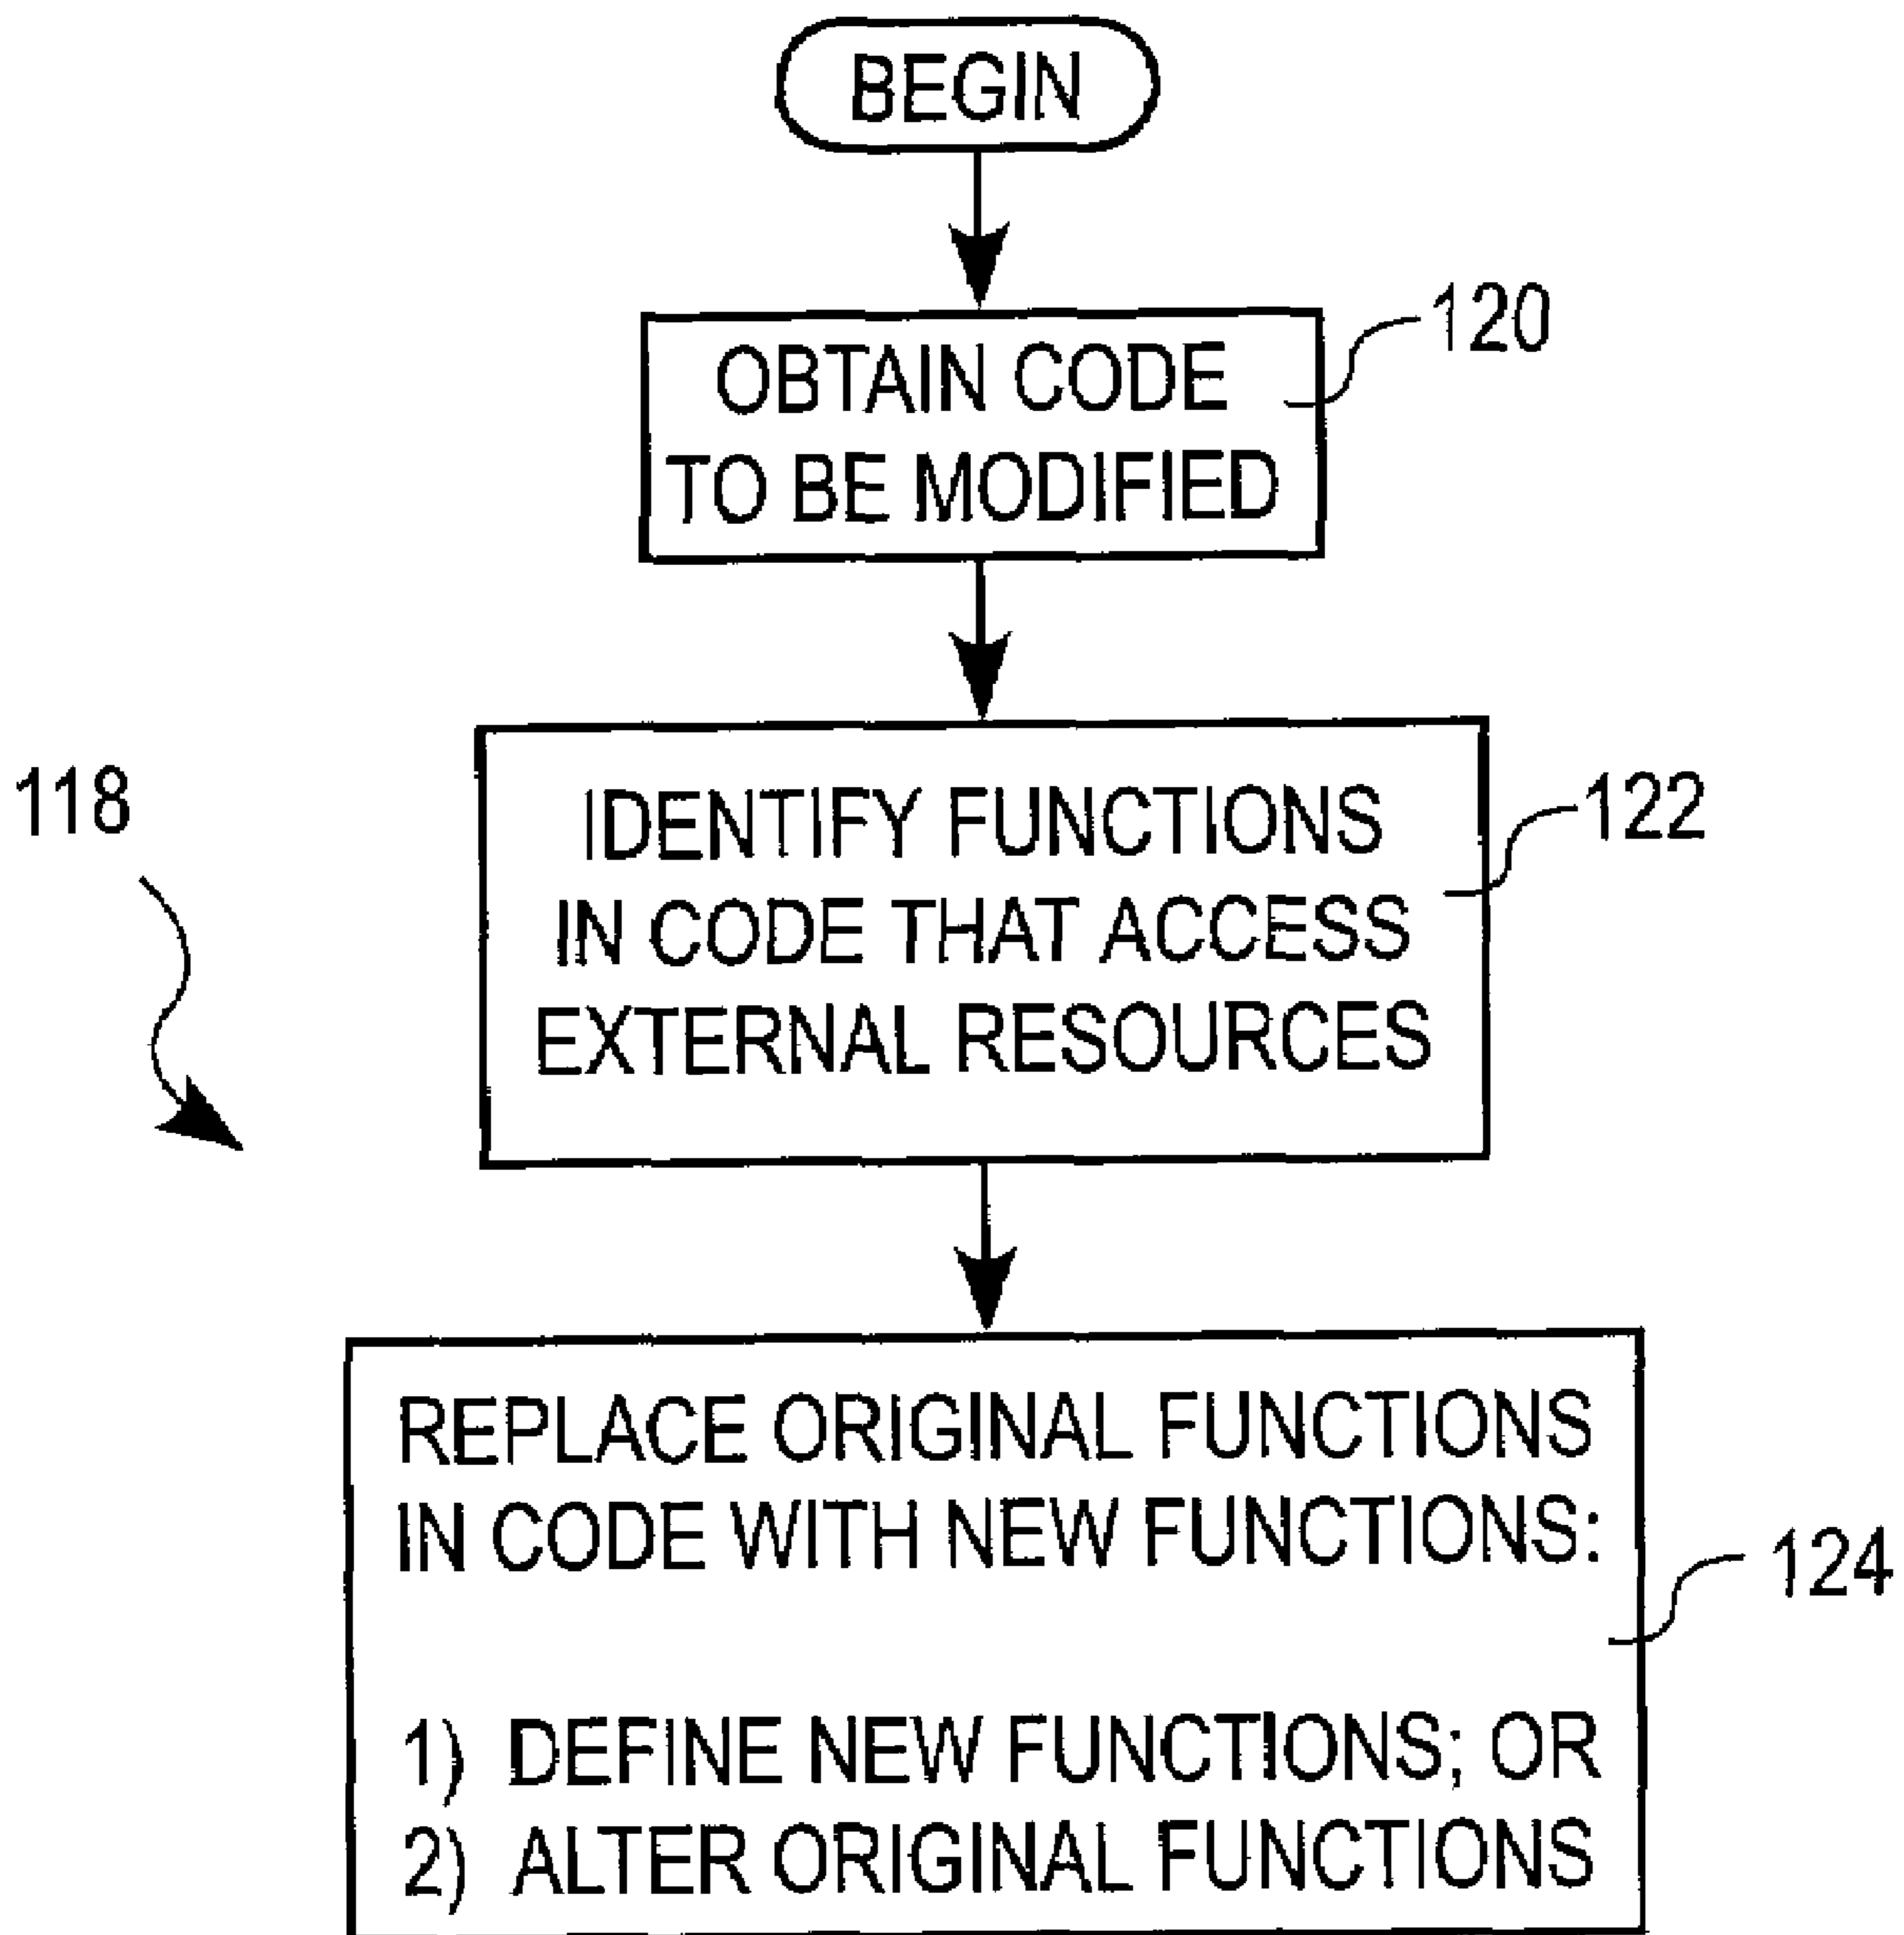 BEGIN
OBTAIN CODE
TO BE MODIFIED
120
IDENTIFY FUNCTIONS
IN CODE THAT ACCESS
EXTERNAL RESOURCES
122
118
REPLACE ORIGINAL FUNCTIONS
IN CODE WITH NEW FUNCTIONS:
1) DEFINE NEW FUNCTIONS; OR
2) ALTER ORIGINAL FUNCTIONS
124